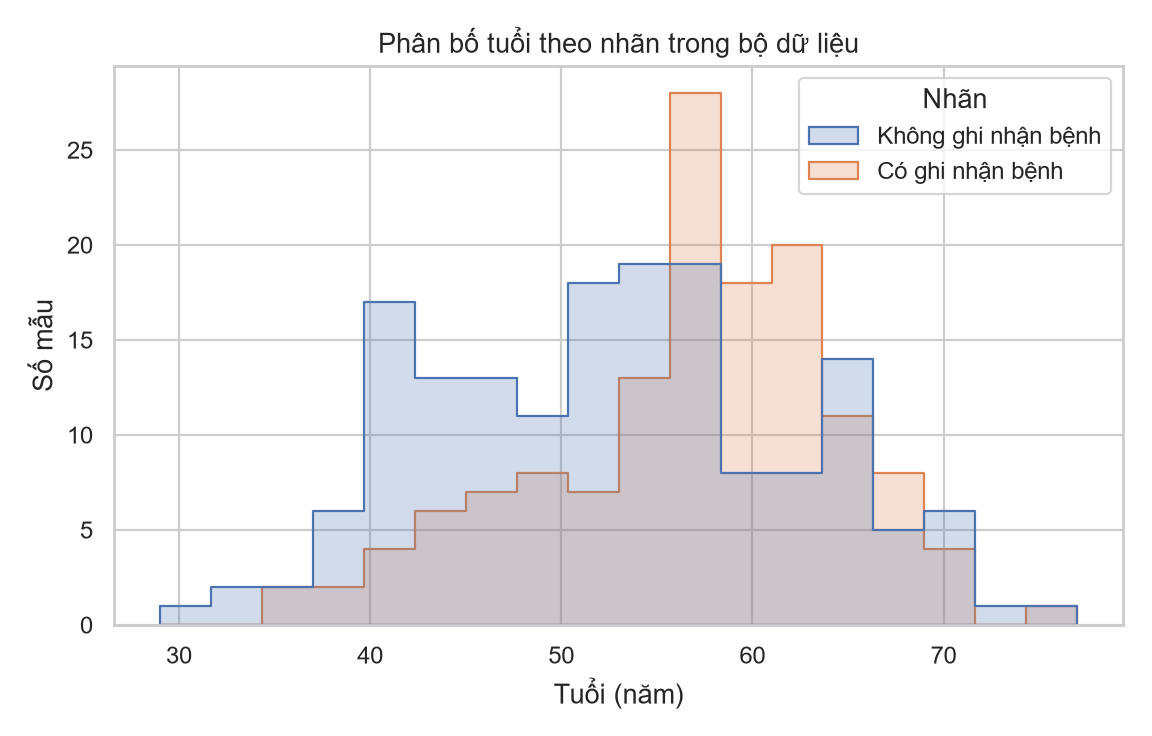 Phân bố tuổi theo nhãn trong bộ dữ liệu
Nhãn
Không ghi nhận bệnh
Có ghi nhận bệnh
Số mẫu
25
20
15
10
5
0
30 40 50 60 70
Tuổi (năm)